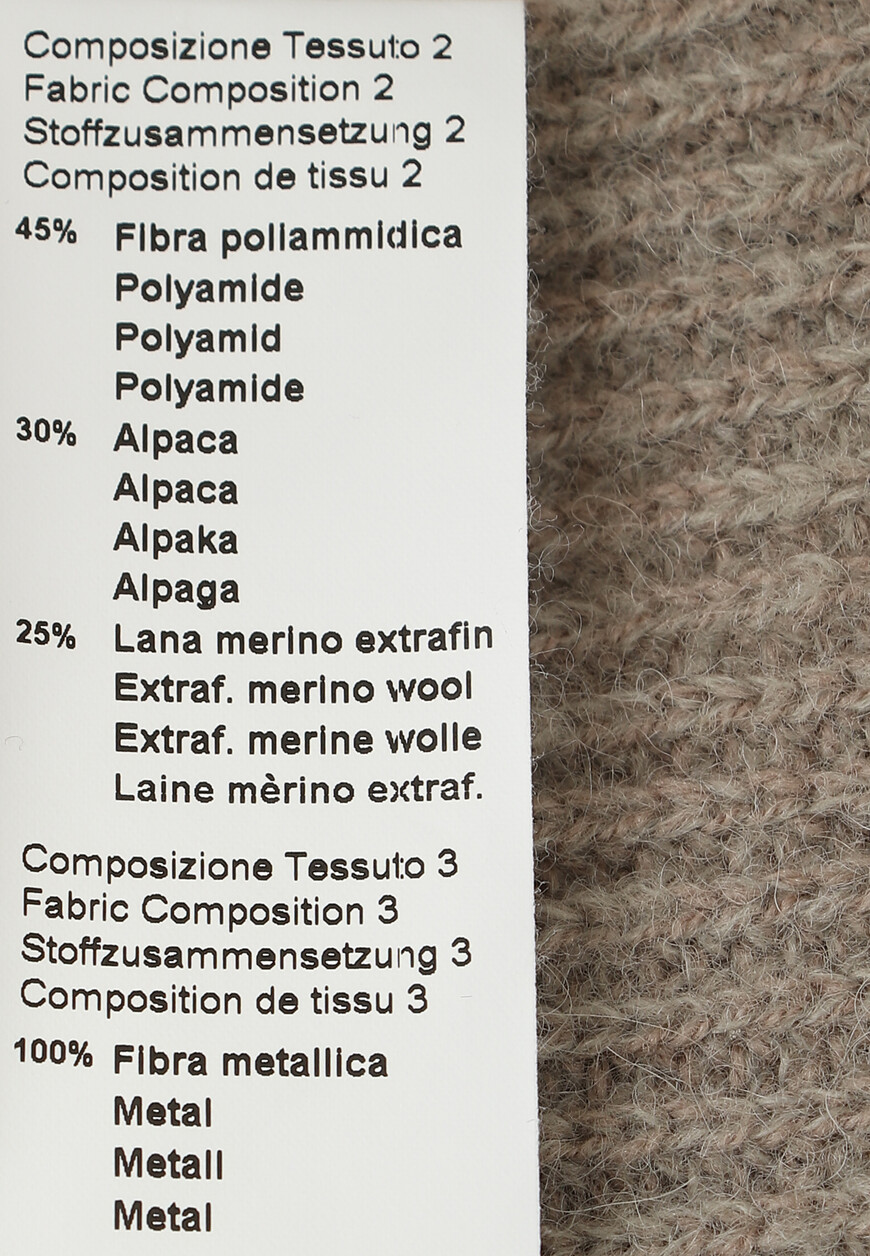 Composizione Tessuto 2
Fabric Composition 2
Stoffzusammensetzung 2
Composition de tissu 2
45% Fibra poliammidica
Polyamide
Polyamid
Polyamide
30% Alpaca
Alpaca
Alpaka
Alpaga
25% Lana merino extrafin
Extraf. merino wool
Extraf. merine wolle
Laine mèrino extraf.
Composizione Tessuto 3
Fabric Composition 3
Stoffzusammensetzung 3
Composition de tissu 3
100% Fibra metallica
Metal
Metall
Metal